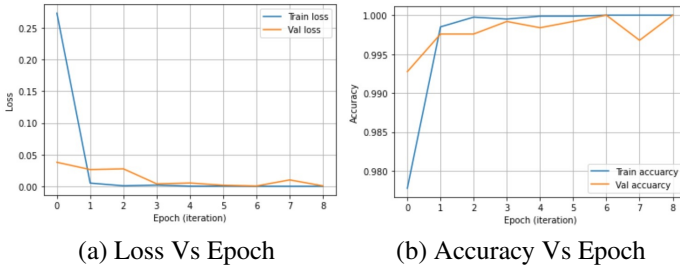 Train loss
Val loss
0.25
0.20
0.15
0.10
0.05
0.00
Loss
0 1 2 3 4 5 6 7 8
Epoch (iteration)
(a) Loss Vs Epoch
1.000
0.995
0.990
0.985
0.980
Accuracy
Train accuarcy
Val accuarcy
0 1 2 3 4 5 6 7 8
Epoch (iteration)
(b) Accuracy Vs Epoch